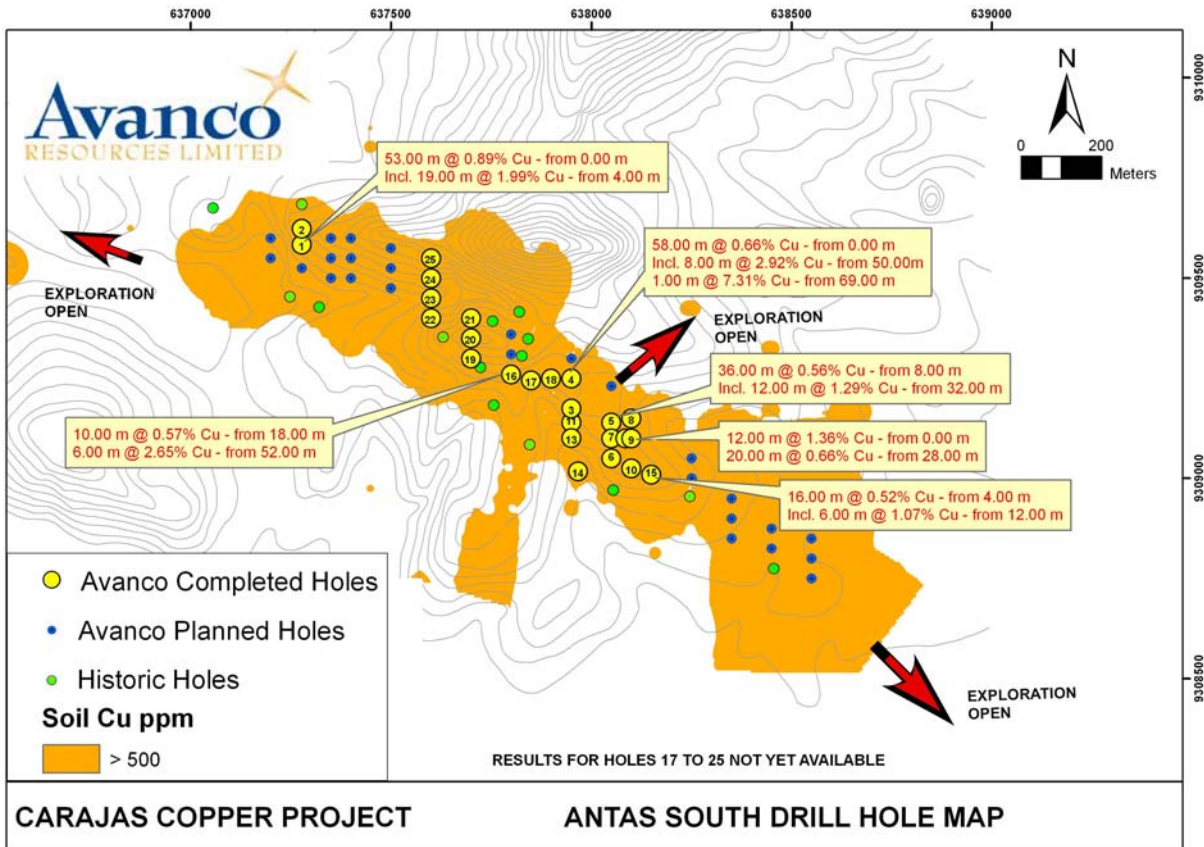 637000
637500
638000
638500
639000
Avanco
RESOURCES LIMITED
N
0 200
Meters
9310000
9309500
9309000
9308500
53.00 m @ 0.89% Cu - from 0.00 m
Incl. 19.00 m @ 1.99% Cu - from 4.00 m
58.00 m @ 0.66% Cu - from 0.00 m
Incl. 8.00 m @ 2.92% Cu - from 50.00m
1.00 m @ 7.31% Cu - from 69.00 m
EXPLORATION
OPEN
EXPLORATION
OPEN
36.00 m @ 0.56% Cu - from 8.00 m
Incl. 12.00 m @ 1.29% Cu - from 32.00 m
10.00 m @ 0.57% Cu - from 18.00 m
6.00 m @ 2.65% Cu - from 52.00 m
12.00 m @ 1.36% Cu - from 0.00 m
20.00 m @ 0.66% Cu - from 28.00 m
16.00 m @ 0.52% Cu - from 4.00 m
Incl. 6.00 m @ 1.07% Cu - from 12.00 m
2
1
25
24
23
22
21
20
19
16
17
18
4
3
11
13
14
5
8
7
9
6
10
15
Avanco Completed Holes
Avanco Planned Holes
Historic Holes
Soil Cu ppm
> 500
EXPLORATION
OPEN
RESULTS FOR HOLES 17 TO 25 NOT YET AVAILABLE
CARAJAS COPPER PROJECT
ANTAS SOUTH DRILL HOLE MAP